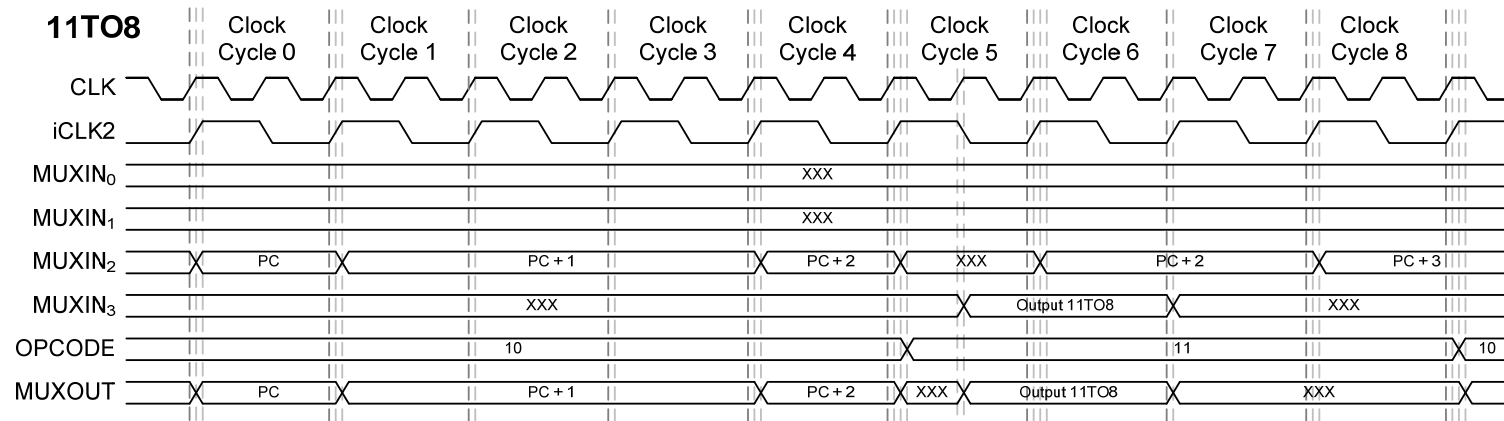 11TO8
Clock Cycle 0 Clock Cycle 1 Clock Cycle 2 Clock Cycle 3 Clock Cycle 4 Clock Cycle 5 Clock Cycle 6 Clock Cycle 7 Clock Cycle 8
CLK
iCLK2
MUXIN0 XXX
MUXIN1 XXX
MUXIN2 PC PC + 1 PC + 2 XXX PC + 2 PC + 3
MUXIN3 XXX Output 11TO8 XXX
OPCODE 10 11 10
MUXOUT PC PC + 1 PC + 2 XXX Output 11TO8 XXX